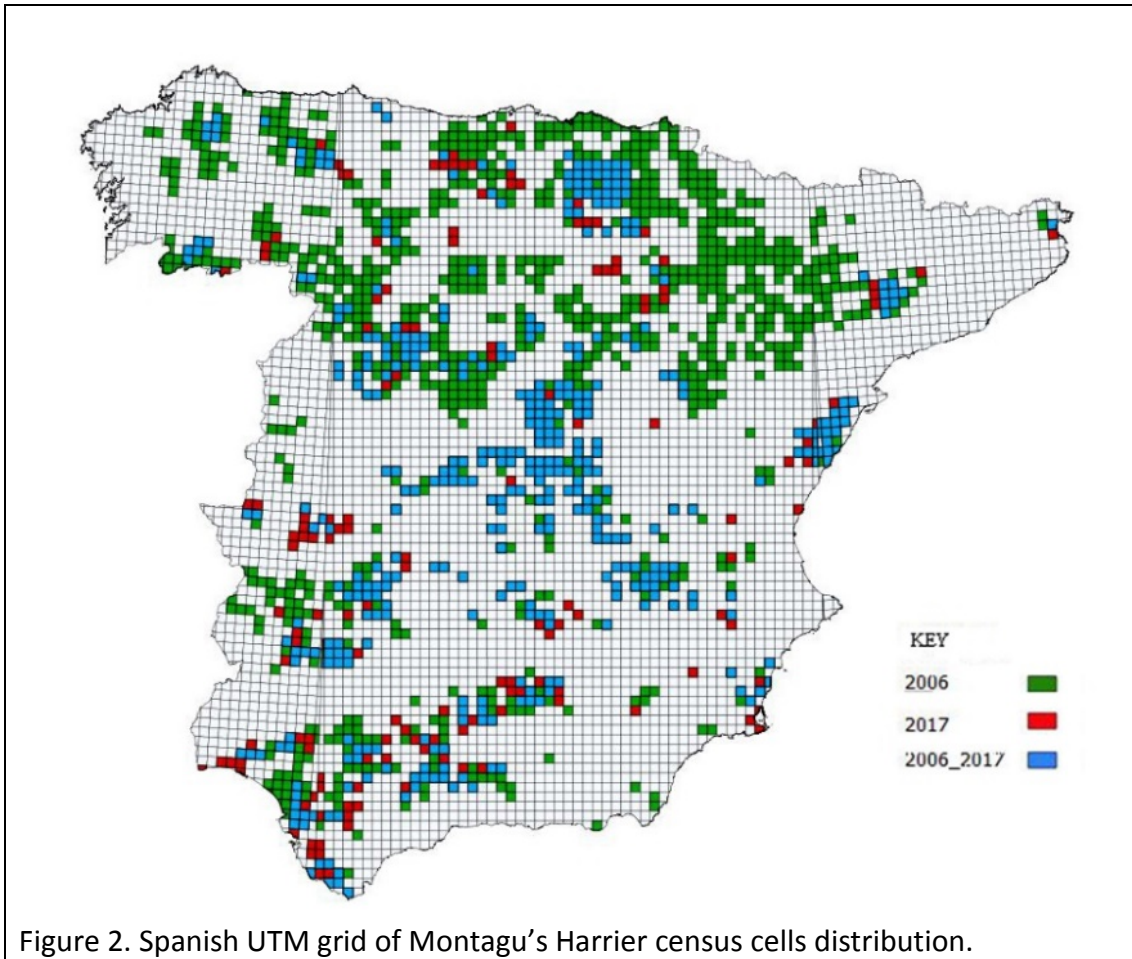 KEY
2006
2017
2006_2017
Figure 2. Spanish UTM grid of Montagu’s Harrier census cells distribution.